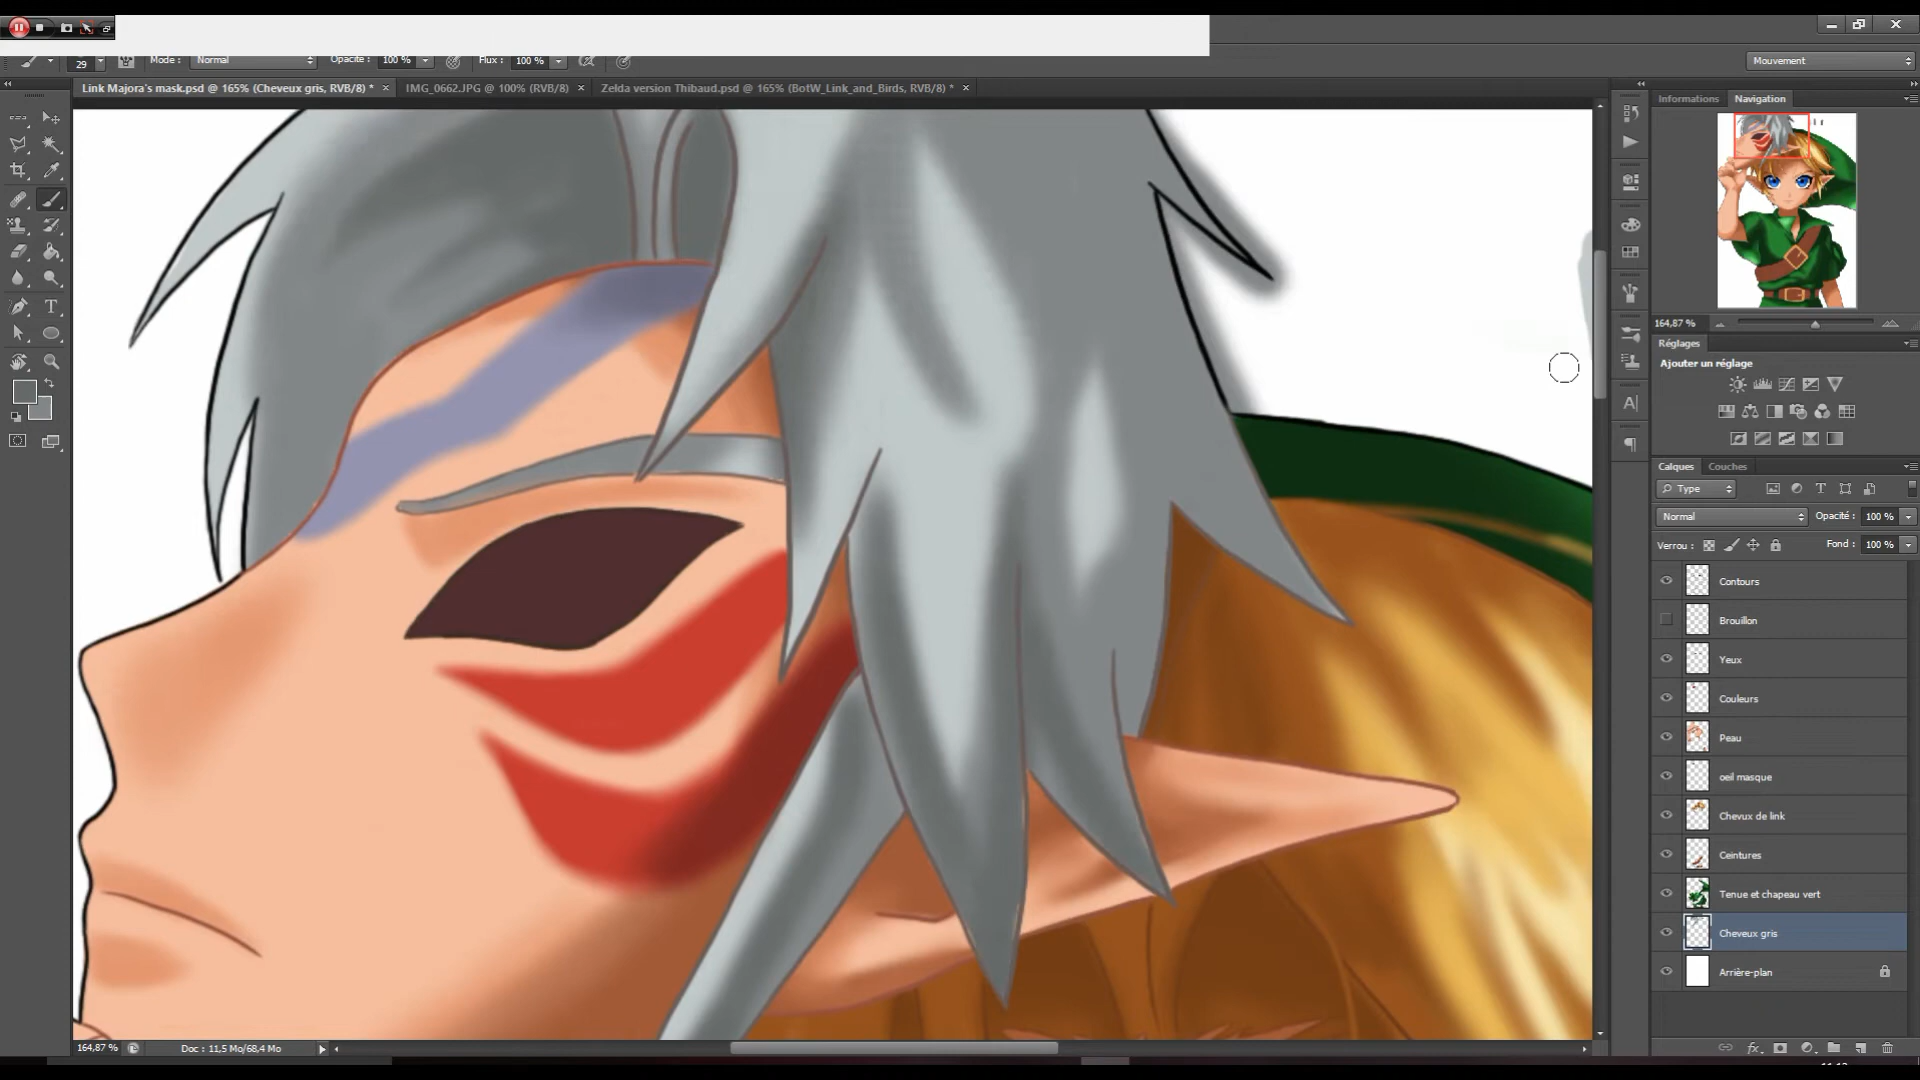 29 Mode : Normal Opacité : 100 % Flux : 100 % Mouvement
Link Majora's mask.psd @ 165% (Cheveux gris, RVB/8) * × IMG_0662.JPG @ 100% (RVB/8) × Zelda version Thibaud.psd @ 165% (BotW_Link_and_Birds, RVB/8) * ×
Informations Navigation
164,87 %
Réglages
Ajouter un réglage
Calques Couches
Type
Normal Opacité : 100 %
Verrou : Fond : 100 %
Contours
Brouillon
Yeux
Couleurs
Peau
oeil masque
Chevux de link
Ceintures
Tenue et chapeau vert
Cheveux gris
Arrière-plan
164,87 % Doc : 11,5 Mo/68,4 Mo